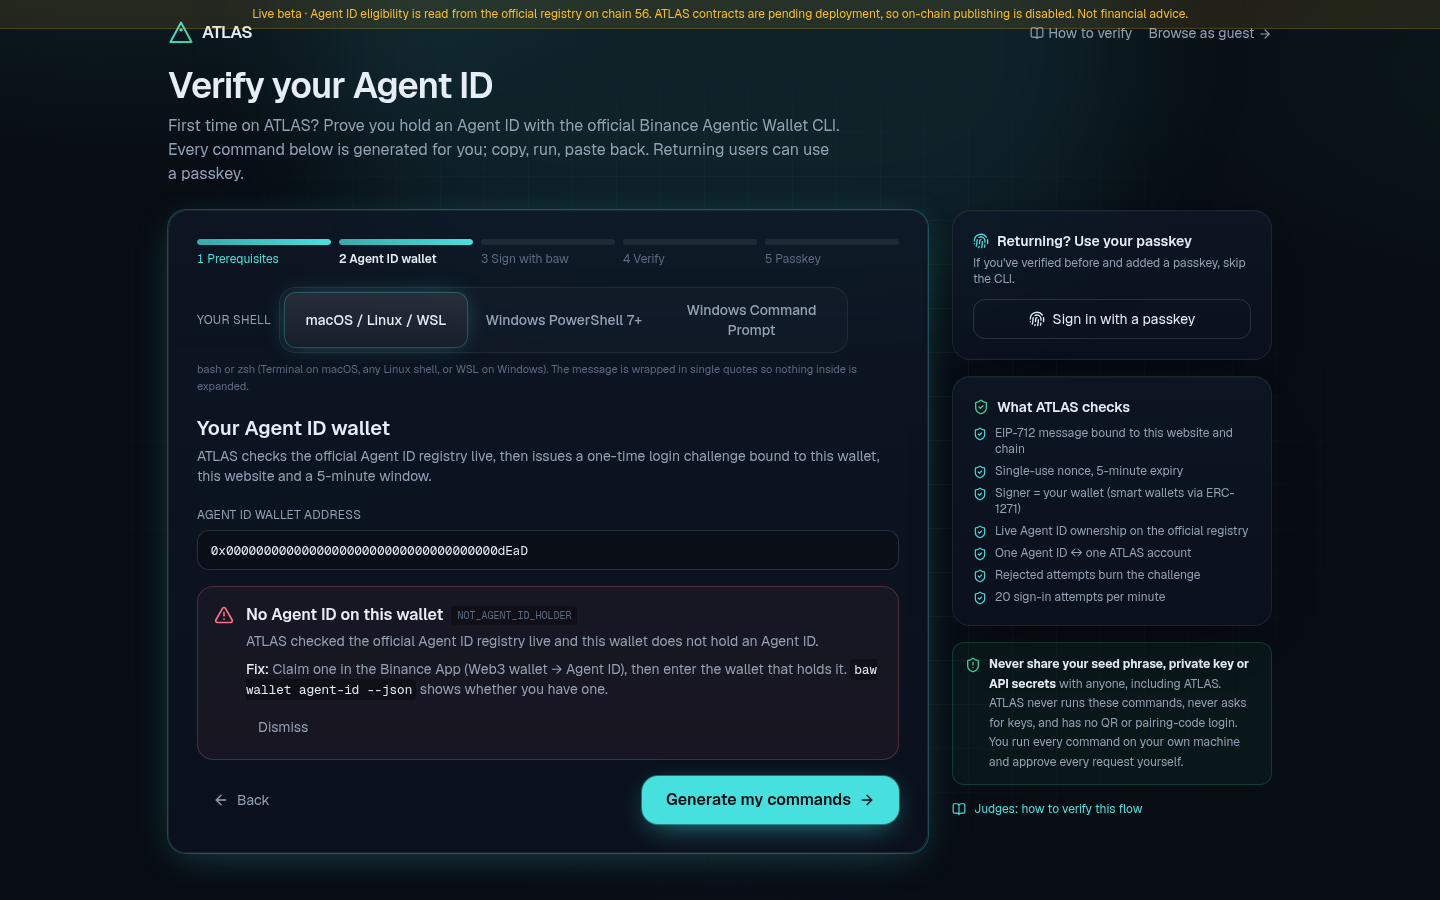 Live beta · Agent ID eligibility is read from the official registry on chain 56. ATLAS contracts are pending deployment, so on-chain publishing is disabled. Not financial advice.
ATLAS
How to verify
Browse as guest →
Verify your Agent ID
First time on ATLAS? Prove you hold an Agent ID with the official Binance Agentic Wallet CLI.
Every command below is generated for you; copy, run, paste back. Returning users can use
a passkey.
1 Prerequisites
2 Agent ID wallet
3 Sign with baw
4 Verify
5 Passkey
YOUR SHELL
macOS / Linux / WSL
Windows PowerShell 7+
Windows Command
Prompt
bash or zsh (Terminal on macOS, any Linux shell, or WSL on Windows). The message is wrapped in single quotes so nothing inside is
expanded.
Your Agent ID wallet
ATLAS checks the official Agent ID registry live, then issues a one-time login challenge bound to this wallet,
this website and a 5-minute window.
AGENT ID WALLET ADDRESS
0x000000000000000000000000000000000000dEaD
No Agent ID on this wallet NOT_AGENT_ID_HOLDER
ATLAS checked the official Agent ID registry live and this wallet does not hold an Agent ID.
Fix: Claim one in the Binance App (Web3 wallet → Agent ID), then enter the wallet that holds it. baw
wallet agent-id --json shows whether you have one.
Dismiss
← Back
Generate my commands →
Returning? Use your passkey
If you've verified before and added a passkey, skip
the CLI.
Sign in with a passkey
What ATLAS checks
EIP-712 message bound to this website and
chain
Single-use nonce, 5-minute expiry
Signer = your wallet (smart wallets via ERC-
1271)
Live Agent ID ownership on the official registry
One Agent ID ↔ one ATLAS account
Rejected attempts burn the challenge
20 sign-in attempts per minute
Never share your seed phrase, private key or
API secrets with anyone, including ATLAS.
ATLAS never runs these commands, never asks
for keys, and has no QR or pairing-code login.
You run every command on your own machine
and approve every request yourself.
Judges: how to verify this flow